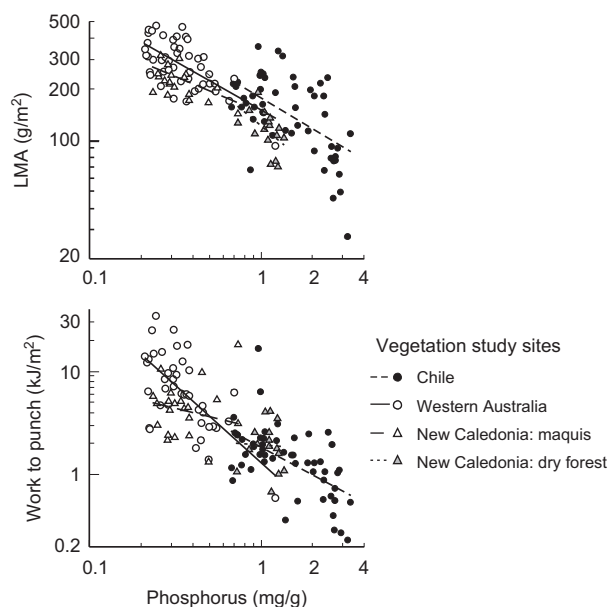 500
300
200
100
20
LMA (g/m²)
0.1 1 2 4
30
10
1
0.2
Work to punch (kJ/m²)
0.1 1 2 4
Phosphorus (mg/g)
Vegetation study sites
Chile
Western Australia
New Caledonia: maquis
New Caledonia: dry forest